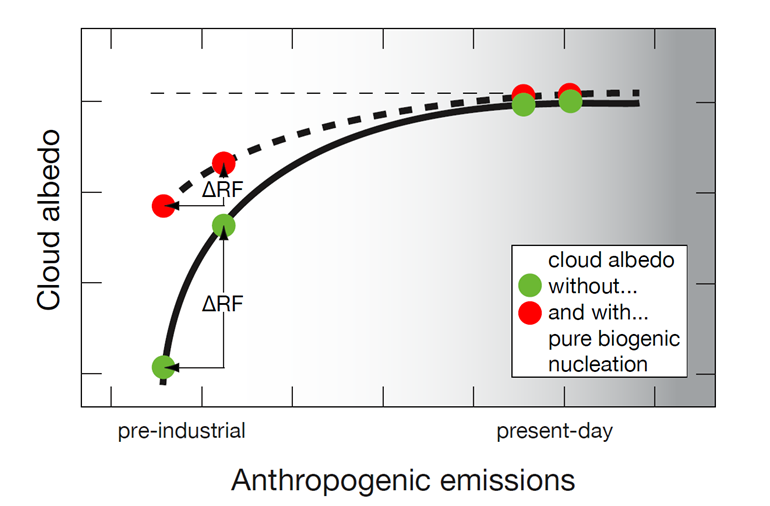 Cloud albedo
ΔRF
ΔRF
cloud albedo
without...
and with...
pure biogenic
nucleation
pre-industrial
present-day
Anthropogenic emissions